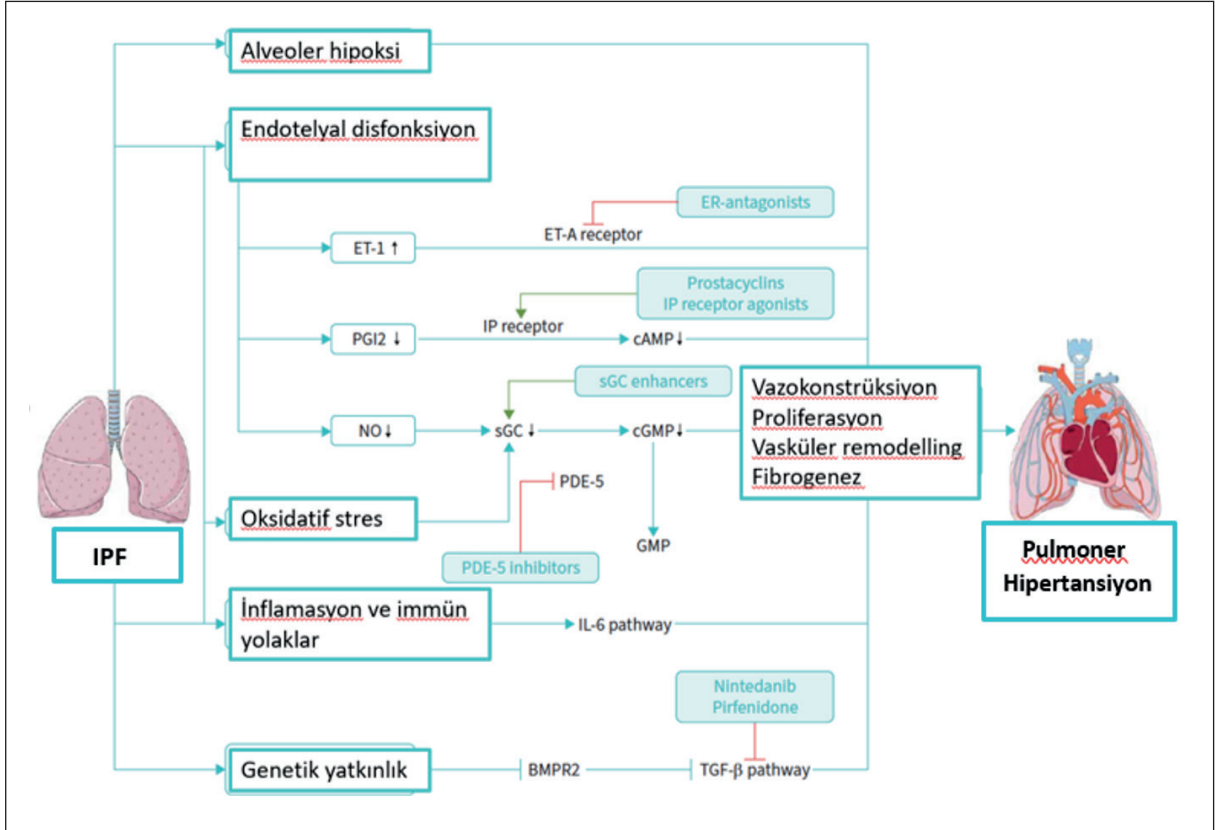 Alveoler hipoksi
Endotelyal disfonksiyon
ER-antagonists
ET-A receptor
ET-1 ↑
Prostacyclins
IP receptor agonists
IP receptor
PGI2 ↓
cAMP↓
sGC enhancers
NO↓
sGC ↓
cGMP↓
Vazokonstrüksiyon
Proliferasyon
Vasküler remodelling
Fibrogenez
PDE-5
Oksidatif stres
GMP
IPF
PDE-5 inhibitors
Pulmoner
Hipertansiyon
İnflamasyon ve immün
yolaklar
IL-6 pathway
Nintedanib
Pirfenidone
Genetik yatkınlık
BMPR2
TGF-β pathway